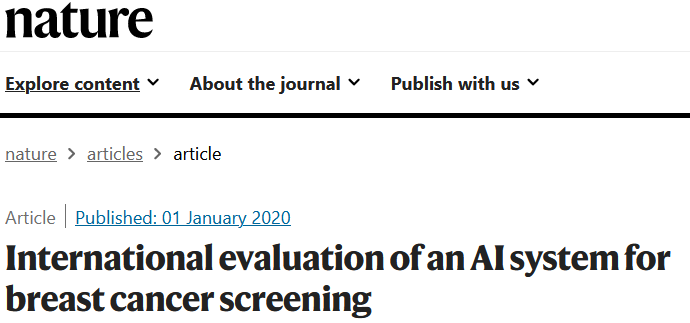 nature
Explore content About the journal Publish with us
nature > articles > article
Article Published: 01 January 2020
International evaluation of an AI system for
breast cancer screening